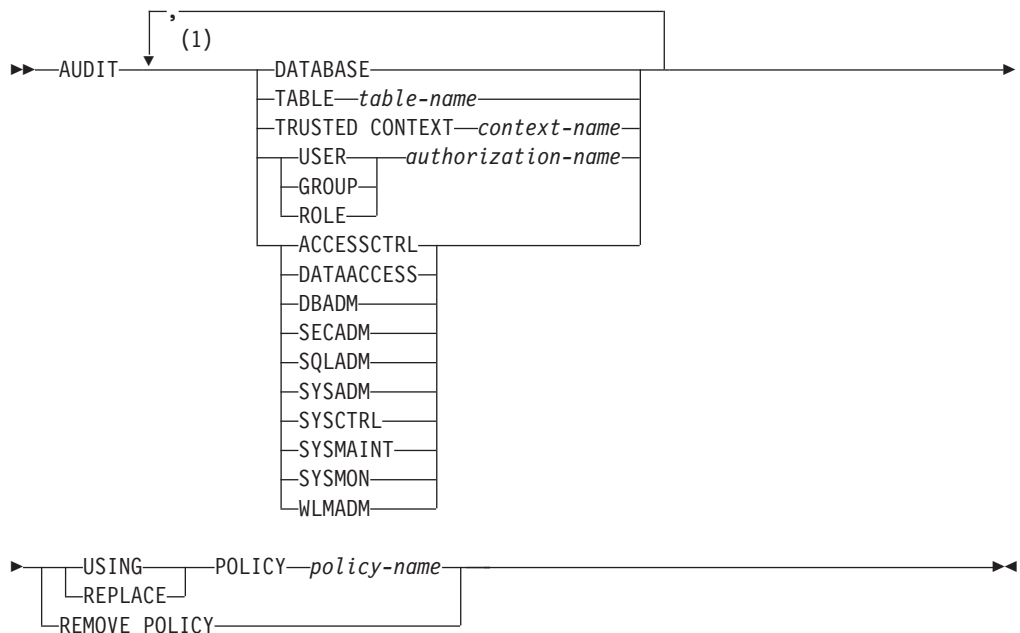 ,
(1)
AUDIT DATABASE
TABLE table-name
TRUSTED CONTEXT context-name
USER authorization-name
GROUP
ROLE
ACCESSCTRL
DATAACCESS
DBADM
SECADM
SQLADM
SYSADM
SYSCTRL
SYSMAINT
SYSMON
WLMADM
USING POLICY policy-name
REPLACE
REMOVE POLICY